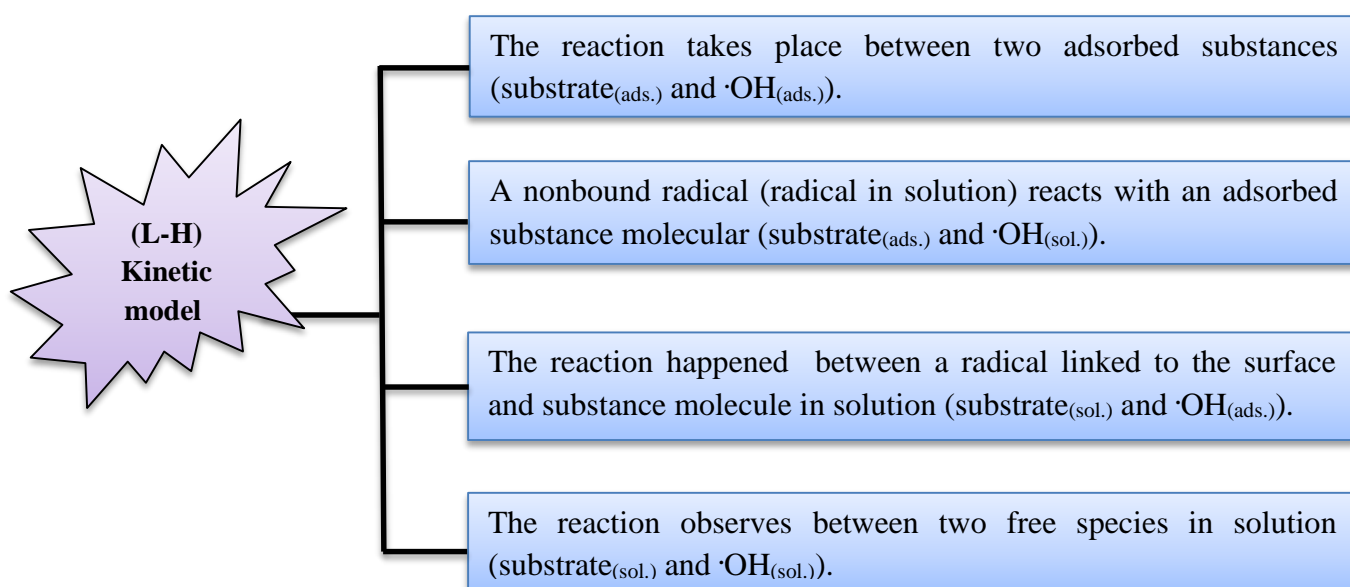 (L-H)
Kinetic
model
The reaction takes place between two adsorbed substances
(substrate(ads.) and ·OH(ads.)).
A nonbound radical (radical in solution) reacts with an adsorbed
substance molecular (substrate(ads.) and ·OH(sol.)).
The reaction happened between a radical linked to the surface
and substance molecule in solution (substrate(sol.) and ·OH(ads.)).
The reaction observes between two free species in solution
(substrate(sol.) and ·OH(sol.)).